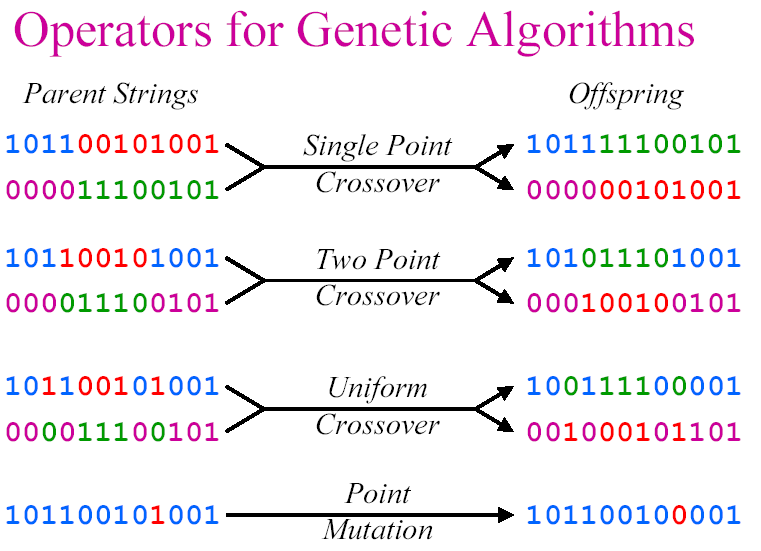 Operators for Genetic Algorithms
Parent Strings Offspring
101100101001 Single Point 101111100101
000011100101 Crossover 000000101001
101100101001 Two Point 101011101001
000011100101 Crossover 000100100101
101100101001 Uniform 100111100001
000011100101 Crossover 001000101101
101100101001 Point 101100100001
Mutation